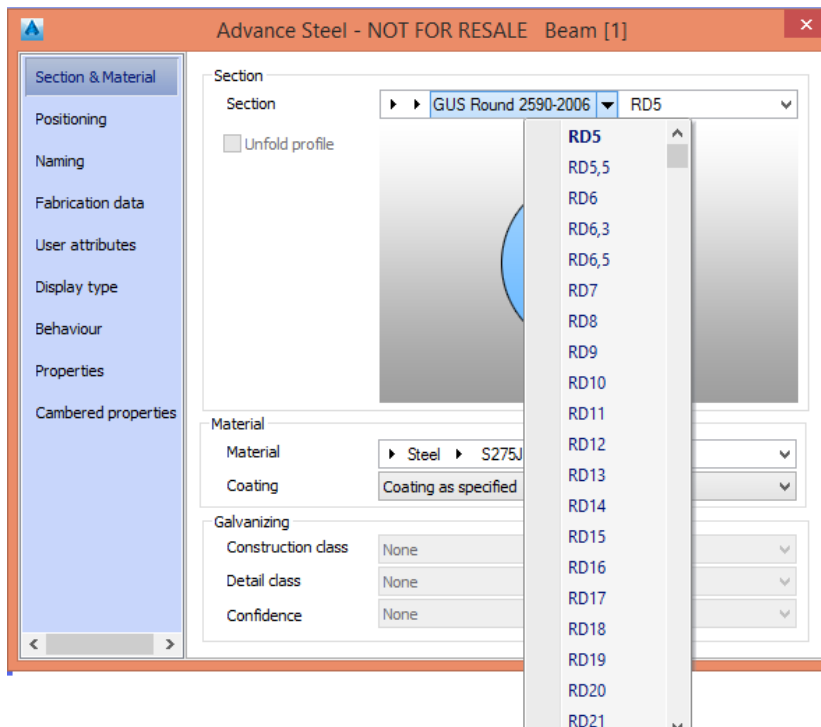 Advance Steel - NOT FOR RESALE   Beam [1]
Section & Material
Positioning
Naming
Fabrication data
User attributes
Display type
Behaviour
Properties
Cambered properties
Section
Section
GUS Round 2590-2006
RD5
Unfold profile
RD5
RD5,5
RD6
RD6,3
RD6,5
RD7
RD8
RD9
RD10
RD11
RD12
RD13
RD14
RD15
RD16
RD17
RD18
RD19
RD20
RD21
Material
Material
Steel
S275J
Coating
Coating as specified
Galvanizing
Construction class
None
Detail class
None
Confidence
None